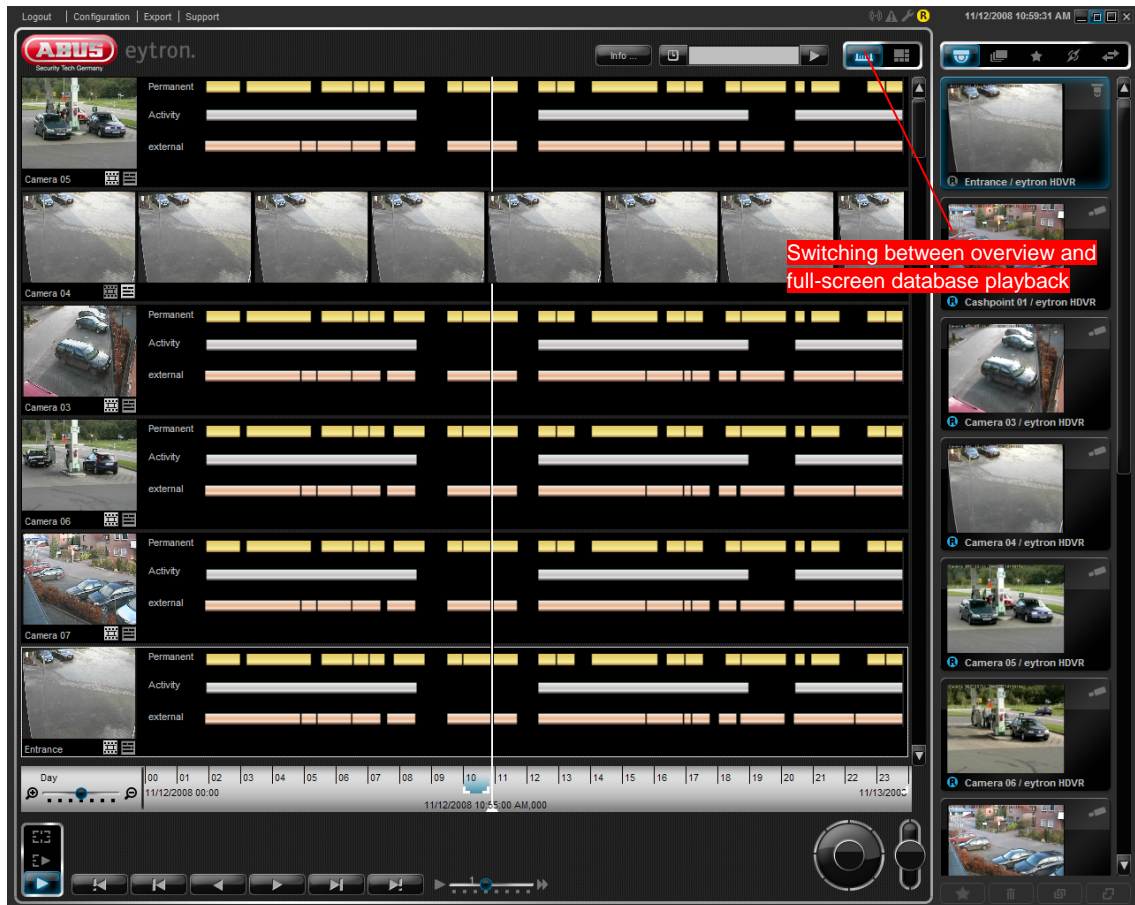 Logout | Configuration | Export | Support
R
11/12/2008 10:59:31 AM
ABUS eytron.
Security Tech Germany
Info ...
Permanent
Activity
external
Camera 05
Camera 04
Permanent
Activity
external
Camera 03
Permanent
Activity
external
Camera 06
Permanent
Activity
external
Camera 07
Permanent
Activity
external
Entrance
Switching between overview and
full-screen database playback
R Entrance / eytron HDVR
R Cashpoint 01 / eytron HDVR
R Camera 03 / eytron HDVR
R Camera 04 / eytron HDVR
R Camera 05 / eytron HDVR
R Camera 06 / eytron HDVR
Day
00 01 02 03 04 05 06 07 08 09 10 11 12 13 14 15 16 17 18 19 20 21 22 23
11/12/2008 00:00
11/13/2008
11/12/2008 10:55:00 AM,000
1